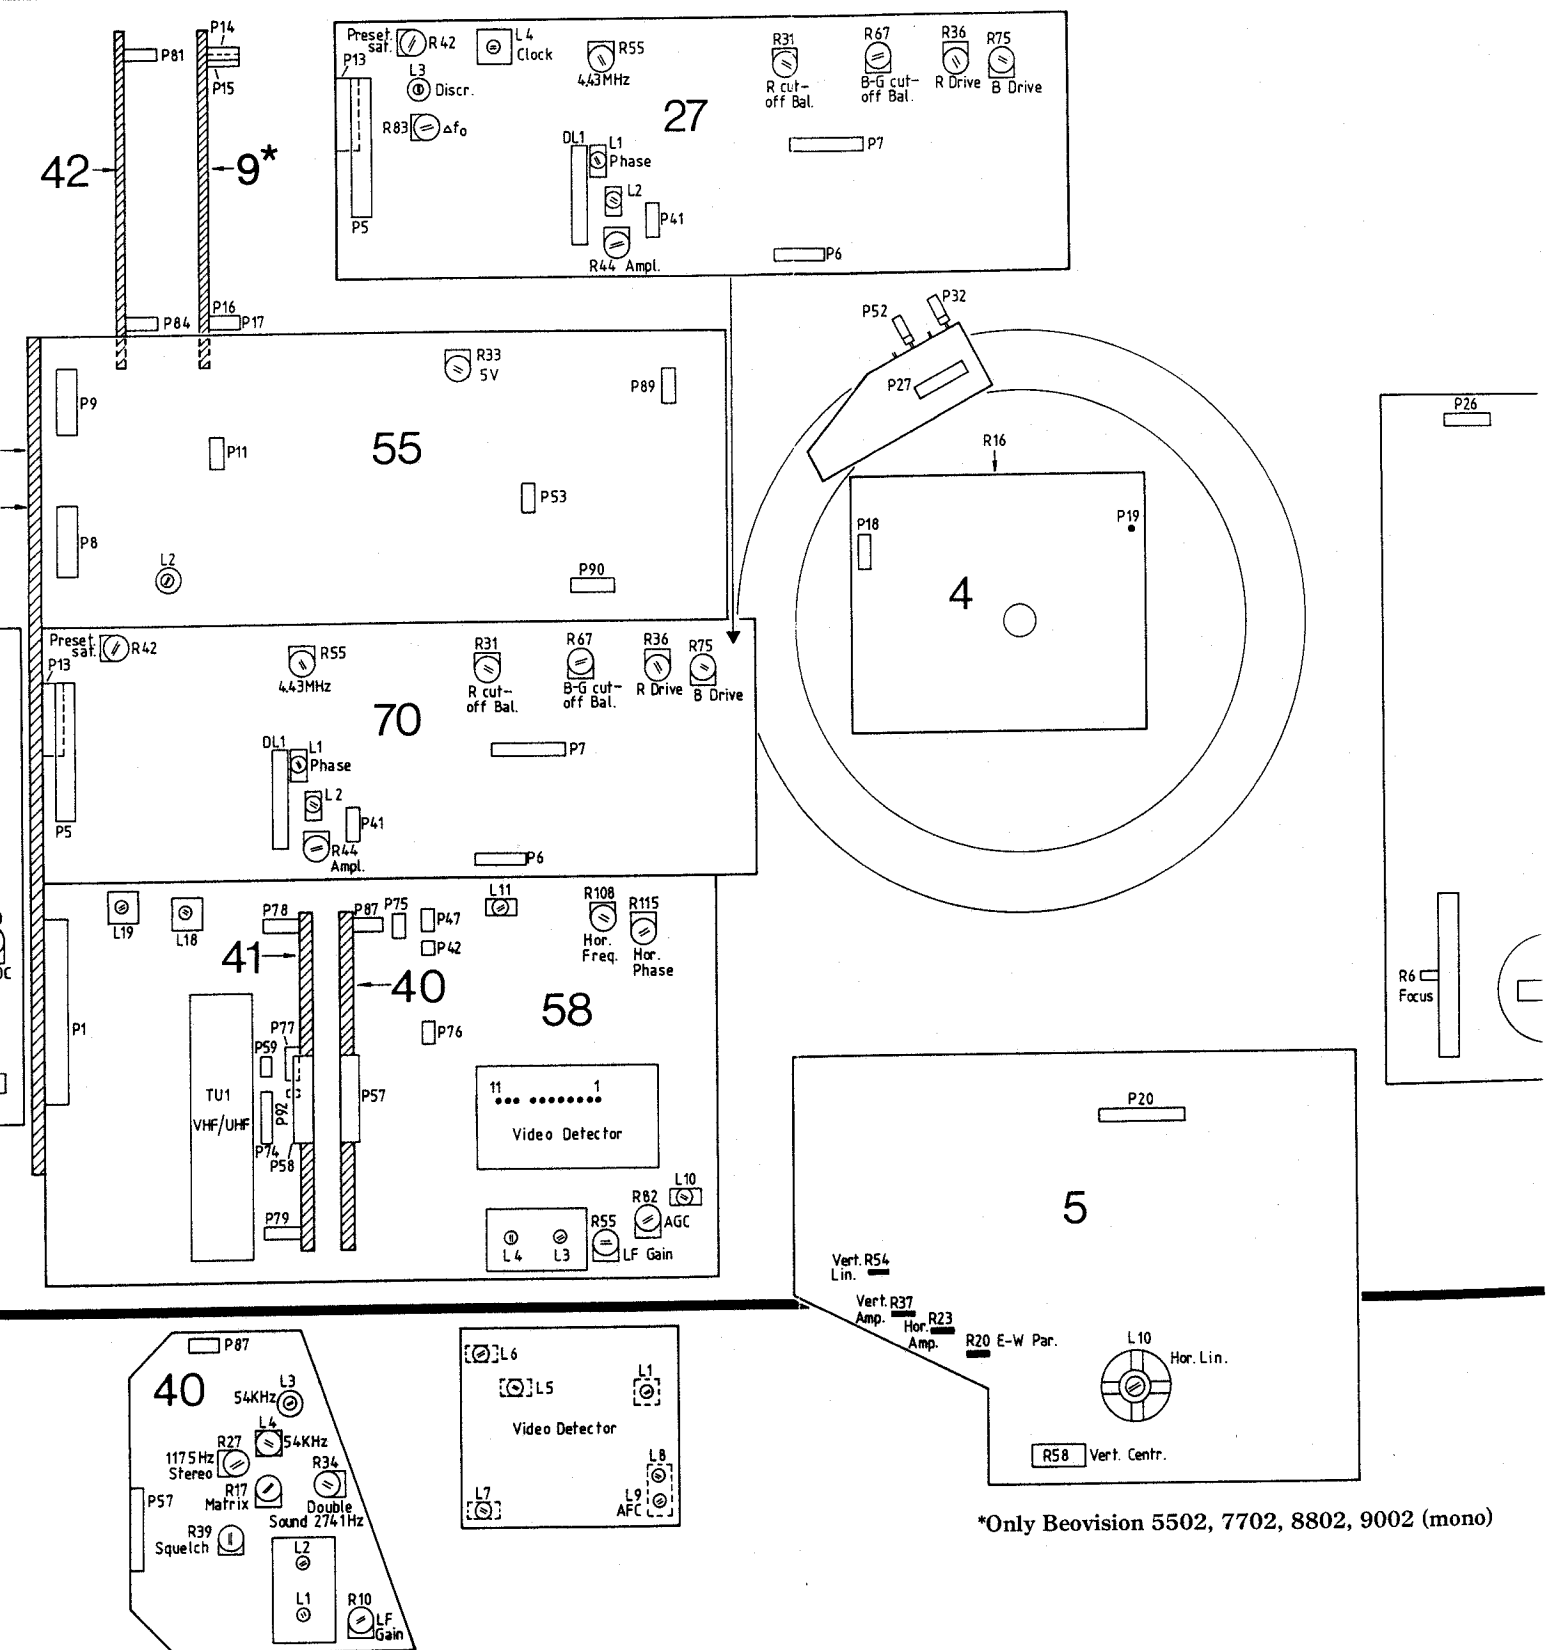 P14
P81
P15
42
9*
P16
P84
P17
Preset.
sat.
R42
L4
Clock
R55
4.43MHz
R31
R cut-
off Bal.
R67
B-G cut-
off Bal.
R36
R Drive
R75
B Drive
P13
L3
Discr.
R83
Δfo
27
DL1
L1
Phase
P7
L2
P41
P5
R44 Ampl.
P6
P9
R33
5V
P89
P11
55
P53
P8
L2
P90
P52
P32
P27
R16
P18
P19
4
P26
R6
Focus
Preset.
sat.
R42
P13
R55
4.43MHz
R31
R cut-
off Bal.
R67
B-G cut-
off Bal.
R36
R Drive
R75
B Drive
70
DL1
L1
Phase
P7
L2
P41
P5
R44
Ampl.
P6
L19
L18
P78
P87
P75
P47
P42
L11
R108
Hor.
Freq.
R115
Hor.
Phase
41
40
58
P1
P77
P59
P76
TU1
VHF/UHF
P92
P57
P74
P58
11
1
Video Detector
P79
L10
R82
AGC
R55
LF Gain
L4
L3
P20
5
Vert.
Lin.
R54
Vert.
Amp.
R37
Hor.
Amp.
R23
R20 E-W Par.
L10
Hor. Lin.
R58
Vert. Centr.
P87
40
L3
54KHz
L4
54KHz
R27
1175Hz
Stereo
R34
Double
Sound 2741Hz
R17
Matrix
P57
R39
Squelch
L2
L1
R10
LF
Gain
L6
L5
L1
Video Detector
L8
L9
AFC
L7
*Only Beovision 5502, 7702, 8802, 9002 (mono)